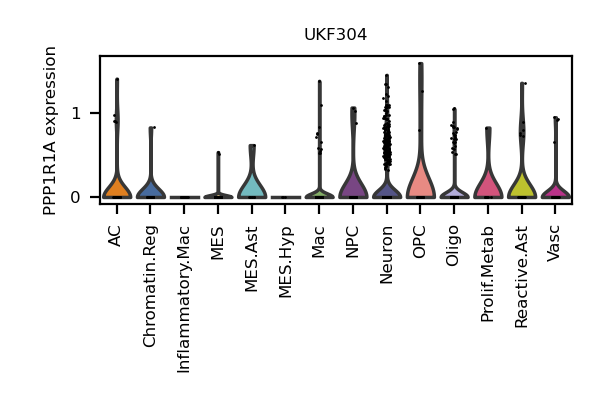 UKF304
PPP1R1A expression
1
0
AC
Chromatin.Reg
Inflammatory.Mac
MES
MES.Ast
MES.Hyp
Mac
NPC
Neuron
OPC
Oligo
Prolif.Metab
Reactive.Ast
Vasc